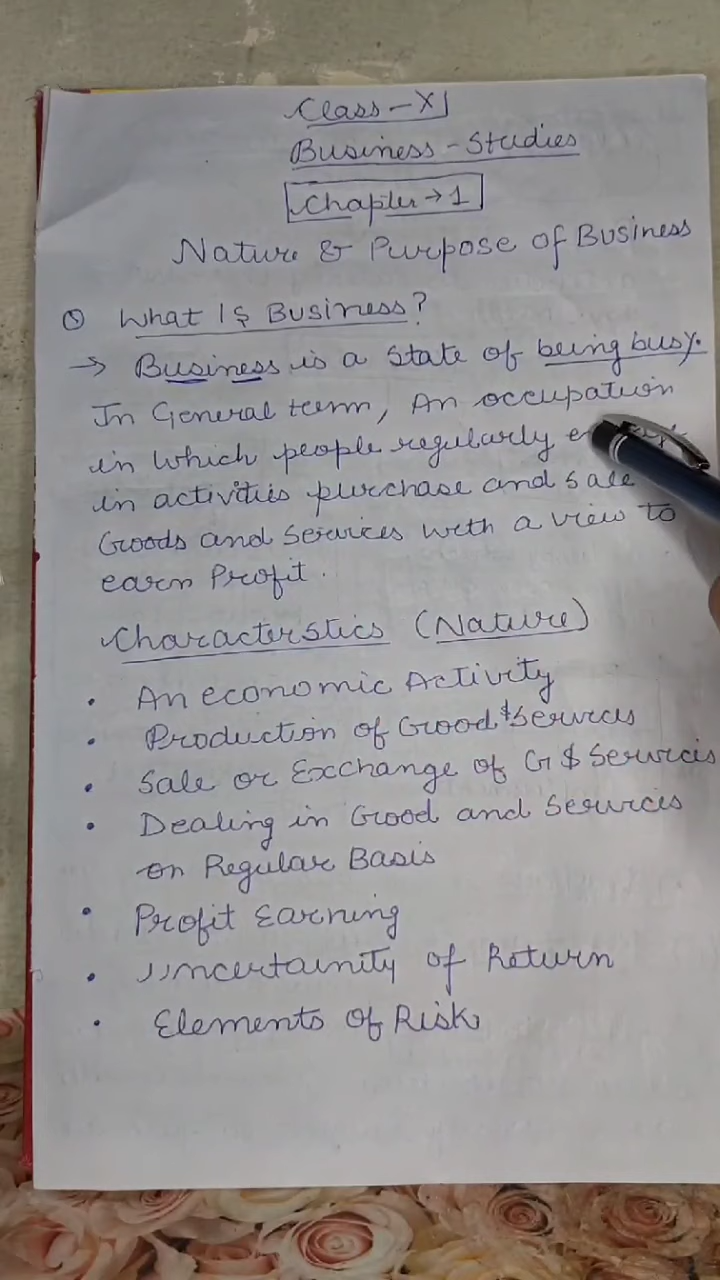 Class-XI
Business-Studies
Chapter→1
Nature & Purpose of Business
What Is Business?
→ Business is a State of being busy.
In General term, An occupation
in which people regularly
in activities purchase and sale
Goods and Services with a view to
earn Profit.
Characterstics (Nature)
• An economic Activity
• Production of Good & Services
• Sale or Exchange of G & Services
• Dealing in Good and Services
on Regular Basis
• Profit Earning
• Uncertainity of Return
• Elements of Risk